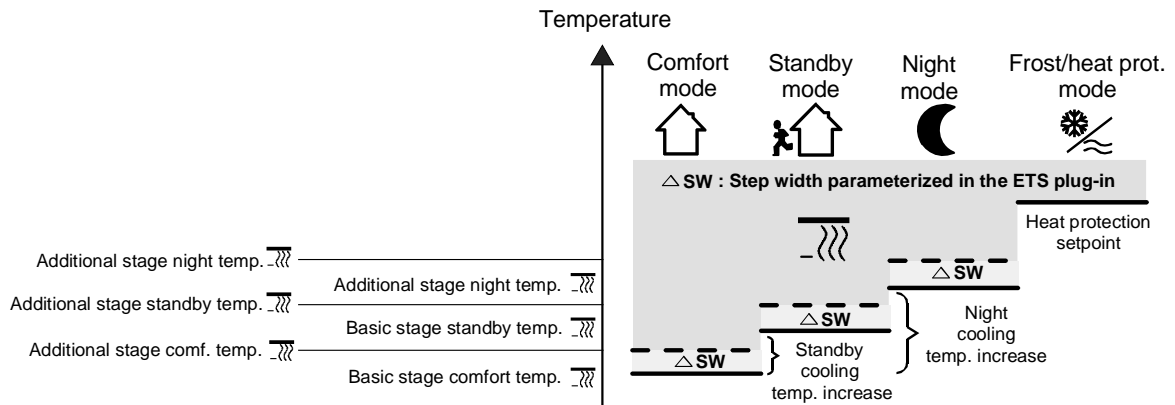 Temperature
Comfort
mode
Standby
mode
Night
mode
Frost/heat prot.
mode
△ SW : Step width parameterized in the ETS plug-in
Heat protection
setpoint
Additional stage night temp.
Additional stage night temp.
Additional stage standby temp.
Basic stage standby temp.
Additional stage comf. temp.
Basic stage comfort temp.
△ SW
△ SW
△ SW
Standby
cooling
temp. increase
Night
cooling
temp. increase